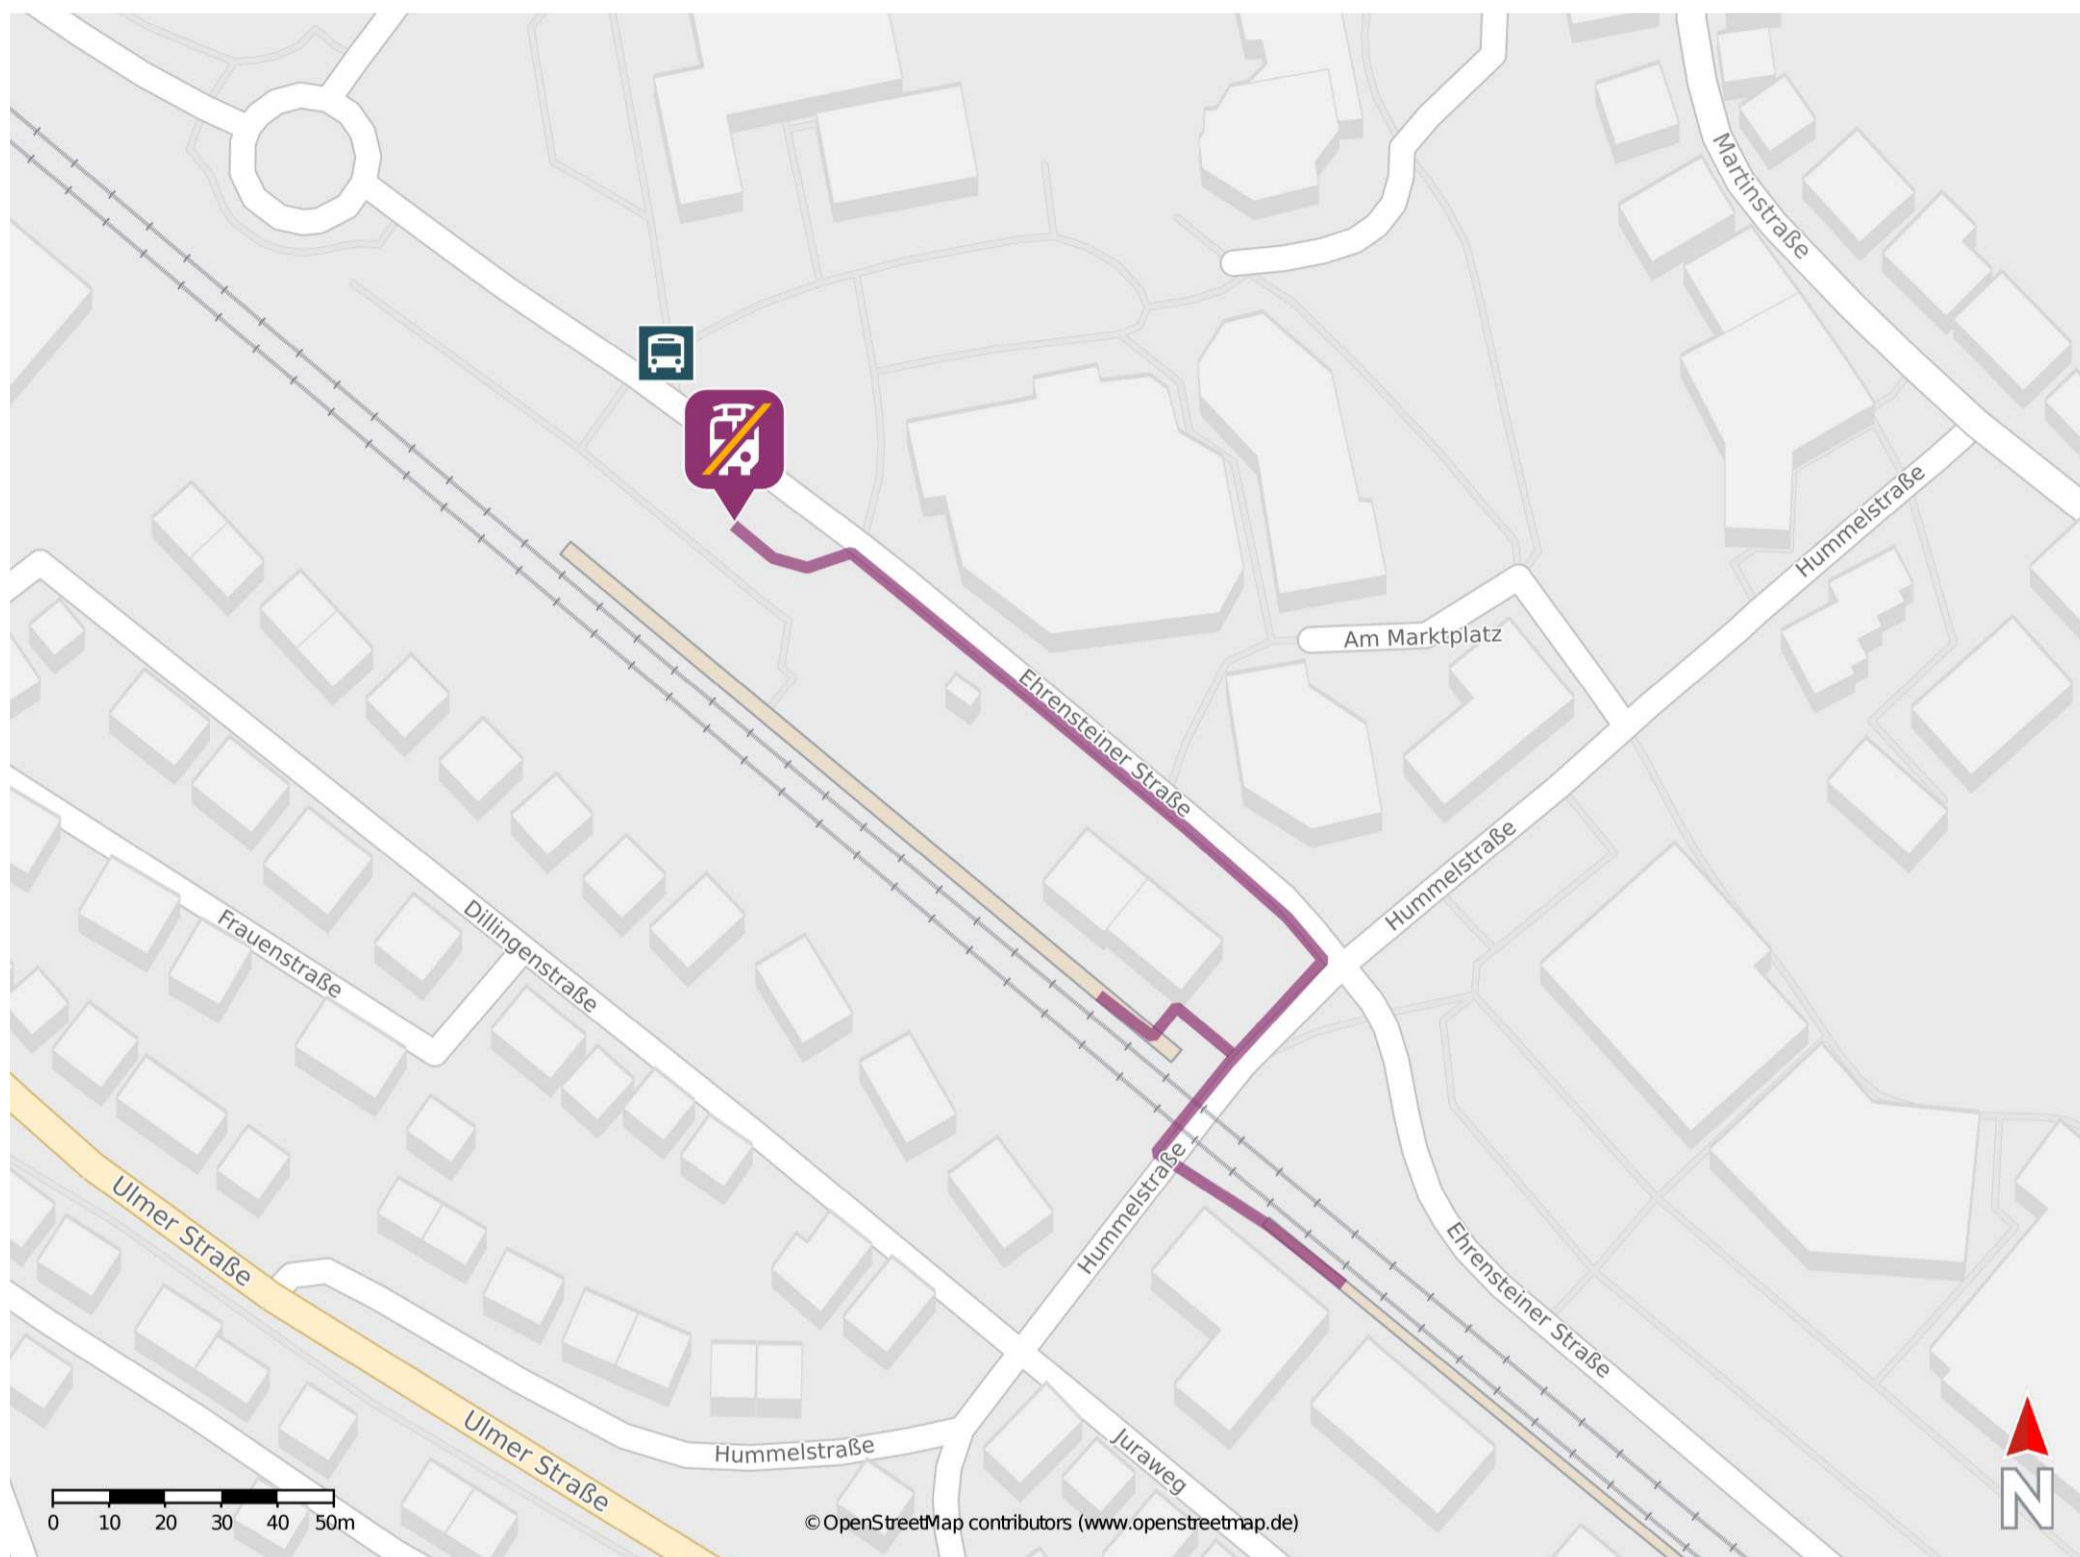 Martinstraße
Hummelstraße
Am Marktplatz
Ehrensteiner Straße
Hummelstraße
Dillingenstraße
Frauenstraße
Hummelstraße
Ulmer Straße
Ehrensteiner Straße
Ulmer Straße
Hummelstraße
Juraweg
0 10 20 30 40 50m
© OpenStreetMap contributors (www.openstreetmap.de)
N